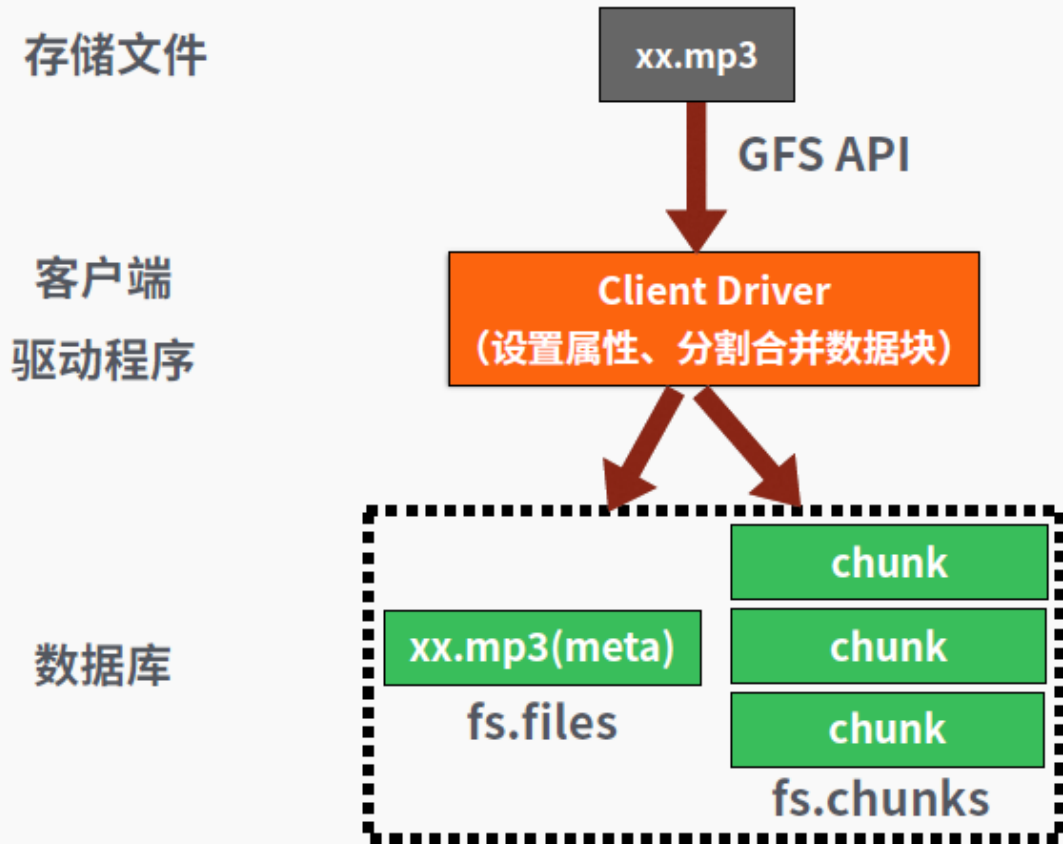 存储文件
xx.mp3
GFS API
客户端
驱动程序
Client Driver
（设置属性、分割合并数据块）
数据库
xx.mp3(meta)
fs.files
chunk
chunk
chunk
fs.chunks